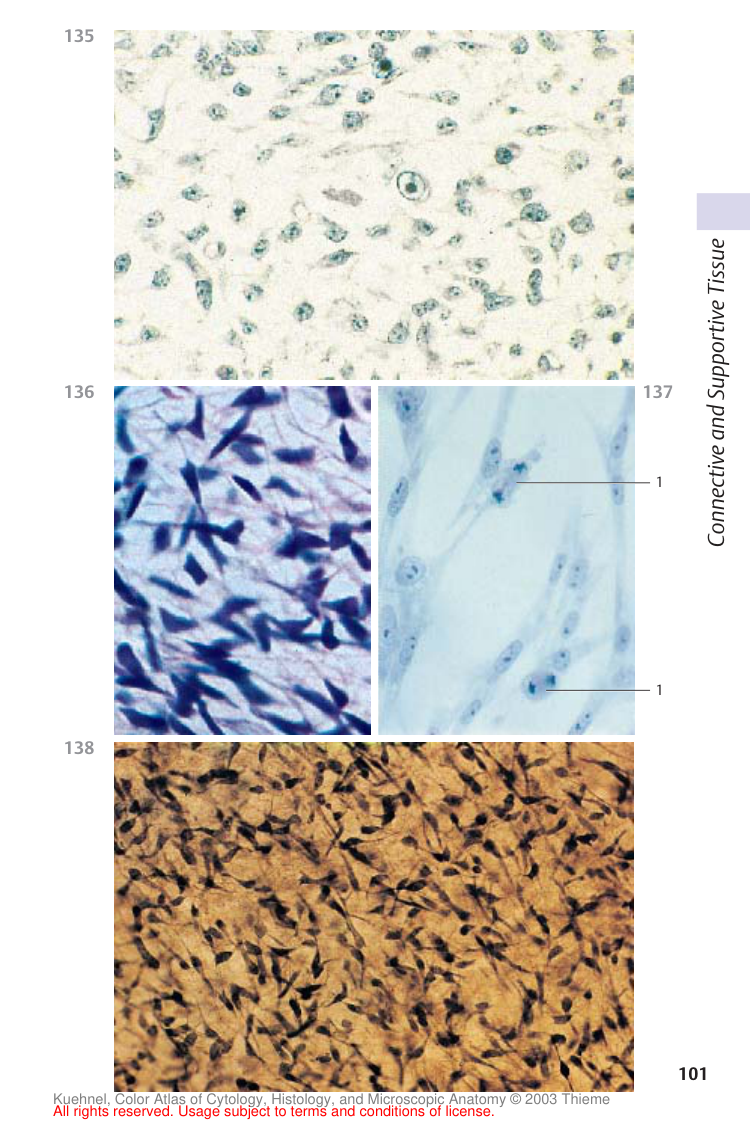 135
136
137
1
1
138
Connective and Supportive Tissue
101
Kuehnel, Color Atlas of Cytology, Histology, and Microscopic Anatomy © 2003 Thieme
All rights reserved. Usage subject to terms and conditions of license.